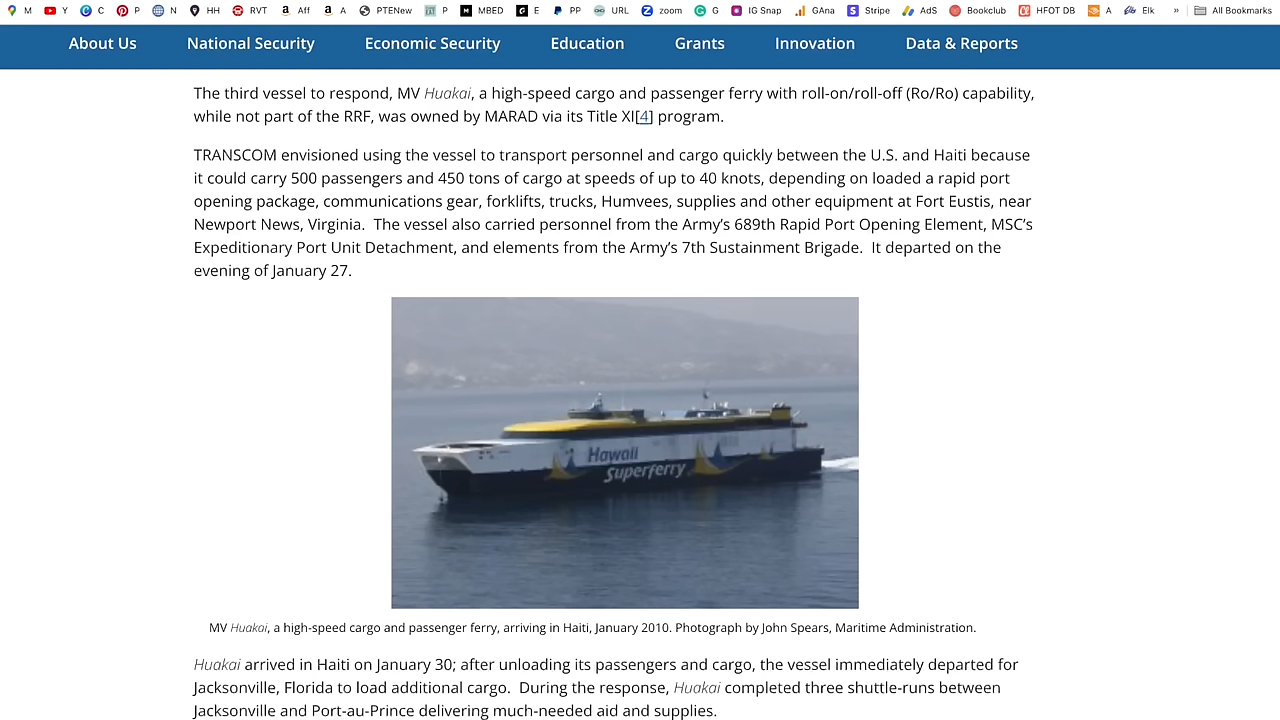 M Y C P N HH RVT Aff A PTENew P MBED E PP URL zoom G IG Snap GAna Stripe AdS Bookclub HFOT DB A Elk » All Bookmarks
About Us National Security Economic Security Education Grants Innovation Data & Reports
The third vessel to respond, MV Huakai, a high-speed cargo and passenger ferry with roll-on/roll-off (Ro/Ro) capability,
while not part of the RRF, was owned by MARAD via its Title XI[4] program.
TRANSCOM envisioned using the vessel to transport personnel and cargo quickly between the U.S. and Haiti because
it could carry 500 passengers and 450 tons of cargo at speeds of up to 40 knots, depending on loaded a rapid port
opening package, communications gear, forklifts, trucks, Humvees, supplies and other equipment at Fort Eustis, near
Newport News, Virginia.  The vessel also carried personnel from the Army’s 689th Rapid Port Opening Element, MSC’s
Expeditionary Port Unit Detachment, and elements from the Army’s 7th Sustainment Brigade.  It departed on the
evening of January 27.
Hawaii
Superferry
MV Huakai, a high-speed cargo and passenger ferry, arriving in Haiti, January 2010. Photograph by John Spears, Maritime Administration.
Huakai arrived in Haiti on January 30; after unloading its passengers and cargo, the vessel immediately departed for
Jacksonville, Florida to load additional cargo.  During the response, Huakai completed three shuttle-runs between
Jacksonville and Port-au-Prince delivering much-needed aid and supplies.